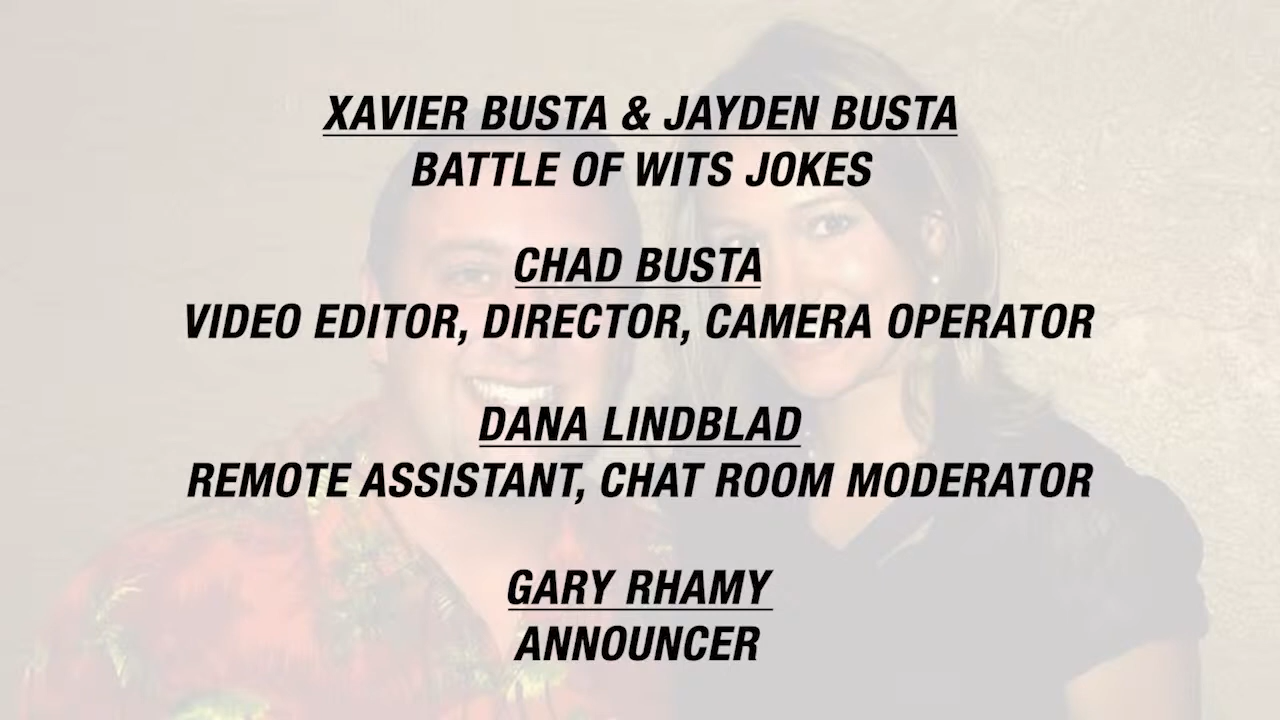 XAVIER BUSTA & JAYDEN BUSTA
BATTLE OF WITS JOKES
CHAD BUSTA
VIDEO EDITOR, DIRECTOR, CAMERA OPERATOR
DANA LINDBLAD
REMOTE ASSISTANT, CHAT ROOM MODERATOR
GARY RHAMY
ANNOUNCER